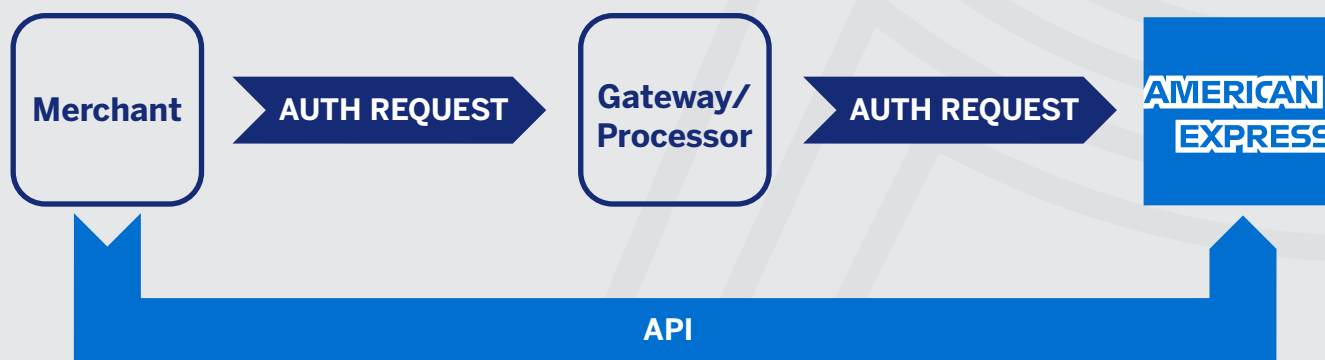 Merchant
AUTH REQUEST
Gateway/
Processor
AUTH REQUEST
AMERICAN
EXPRESS
API